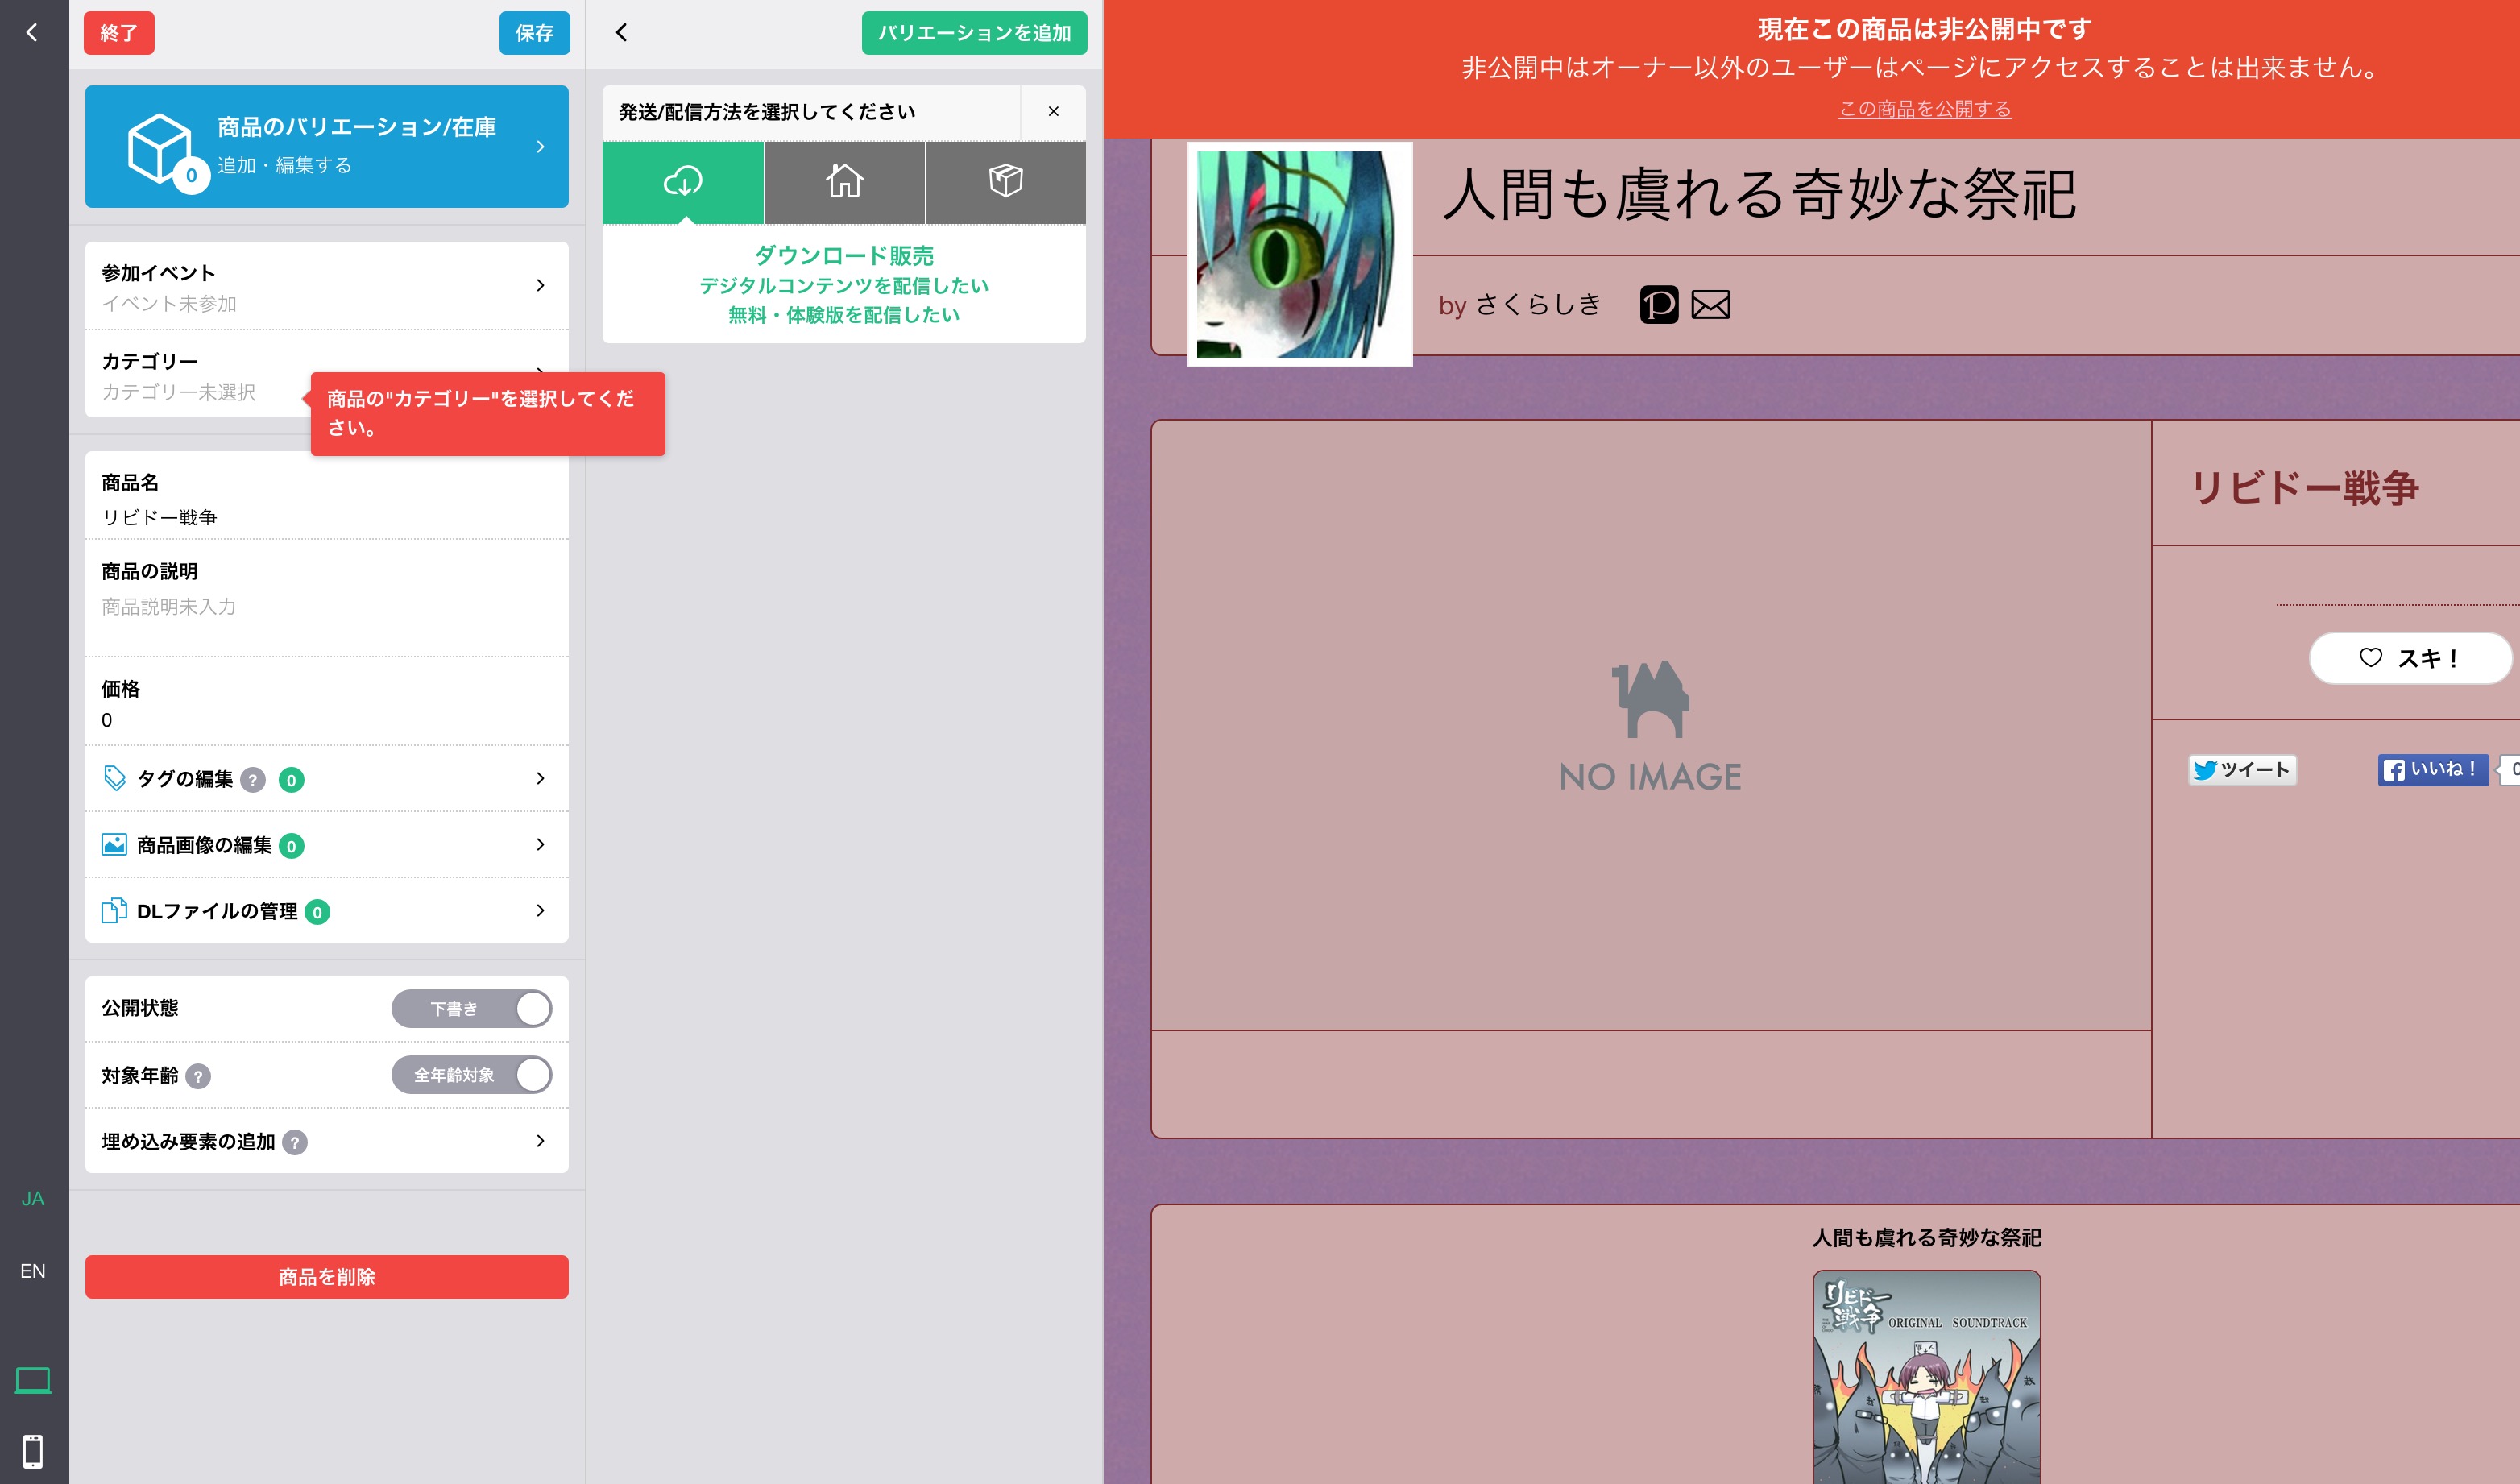 終了
保存
商品のバリエーション/在庫
追加・編集する
0
参加イベント
イベント未参加
カテゴリー
カテゴリー未選択
商品の"カテゴリー"を選択してくだ
さい。
商品名
リビドー戦争
商品の説明
商品説明未入力
価格
0
タグの編集 ? 0
商品画像の編集 0
DLファイルの管理 0
公開状態
下書き
対象年齢 ?
全年齢対象
埋め込み要素の追加 ?
商品を削除
JA
EN
バリエーションを追加
発送/配信方法を選択してください
×
ダウンロード販売
デジタルコンテンツを配信したい
無料・体験版を配信したい
現在この商品は非公開中です
非公開中はオーナー以外のユーザーはページにアクセスすることは出来ません。
この商品を公開する
人間も虞れる奇妙な祭祀
by さくらしき
P
NO IMAGE
リビドー戦争
スキ！
ツイート
いいね！
0
人間も虞れる奇妙な祭祀
リビドー
戦争
ORIGINAL SOUNDTRACK